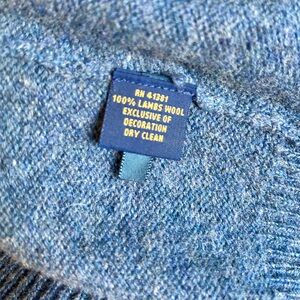 RN 41381
100% LAMBS WOOL
EXCLUSIVE OF
DECORATION
DRY CLEAN